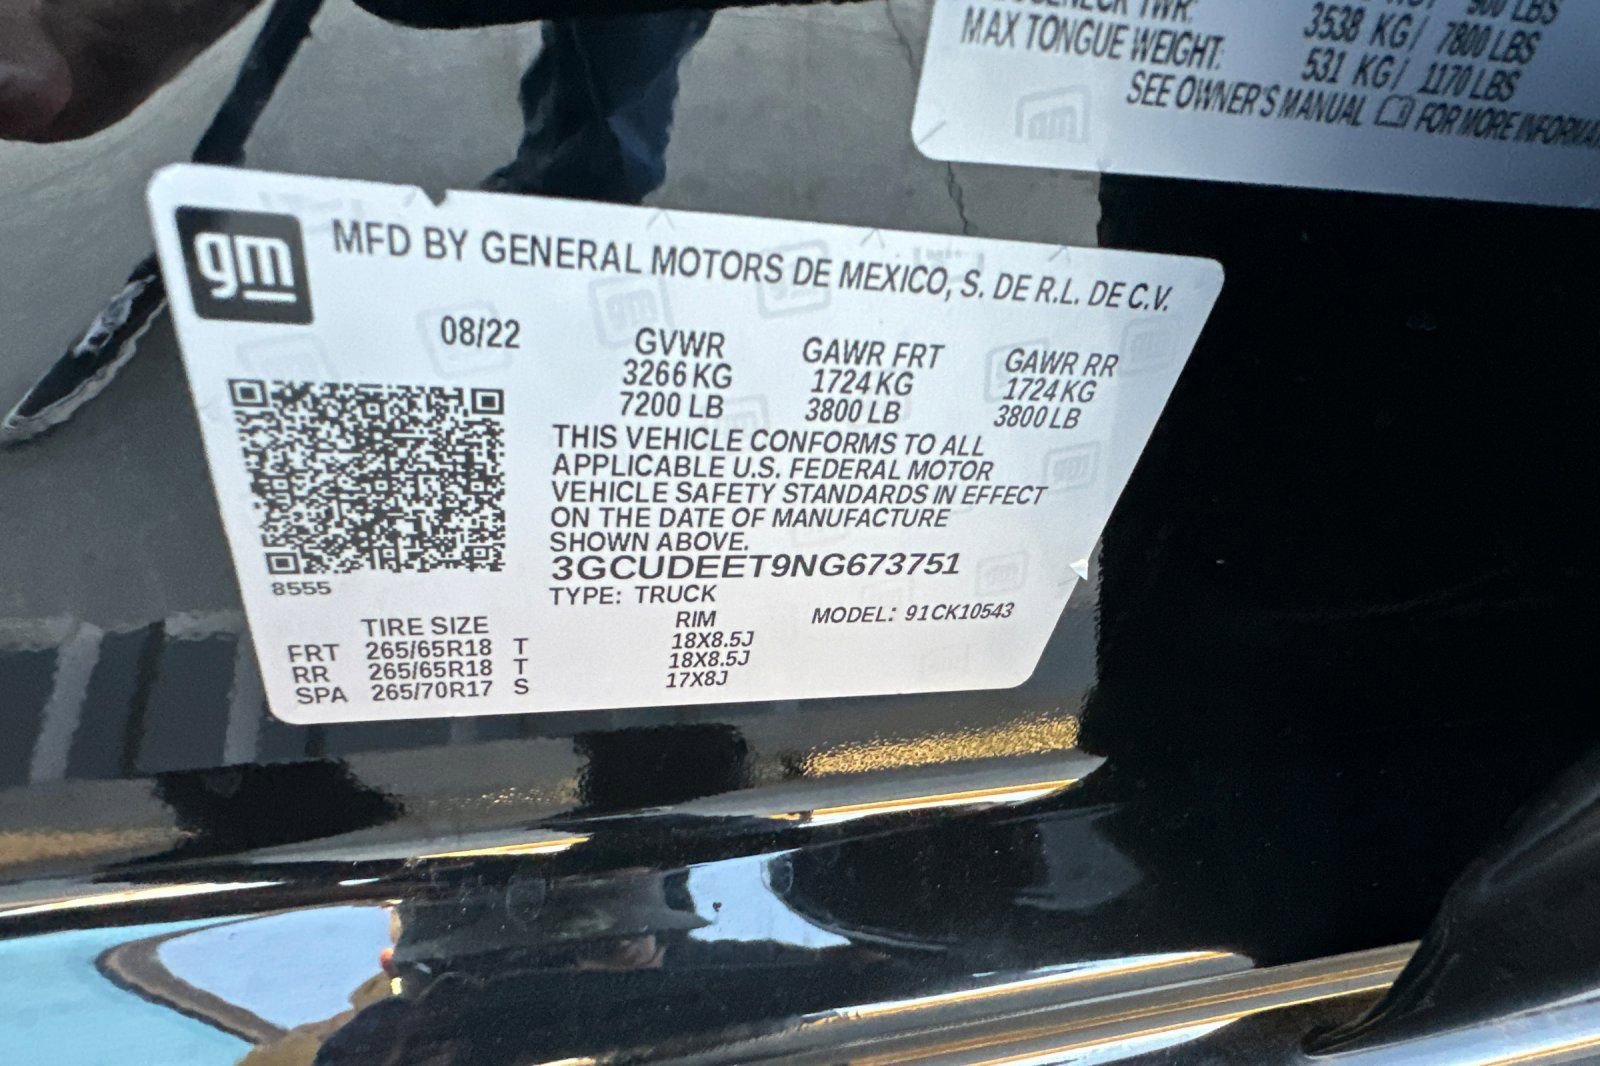 TWR:
900 LBS
3538 KG/ 7800 LBS
MAX TONGUE WEIGHT:
531 KG/ 1170 LBS
SEE OWNER'S MANUAL FOR MORE
gm
MFD BY GENERAL MOTORS DE MEXICO, S. DE R.L. DE C.V.
08/22 GVWR GAWR FRT GAWR RR
3266 KG 1724 KG 1724 KG
7200 LB 3800 LB 3800 LB
THIS VEHICLE CONFORMS TO ALL
APPLICABLE U.S. FEDERAL MOTOR
VEHICLE SAFETY STANDARDS IN EFFECT
ON THE DATE OF MANUFACTURE
SHOWN ABOVE.
3GCUDEET9NG673751
8555
TYPE: TRUCK MODEL: 91CK10543
TIRE SIZE RIM
FRT 265/65R18 T 18X8.5J
RR 265/65R18 T 18X8.5J
SPA 265/70R17 S 17X8J